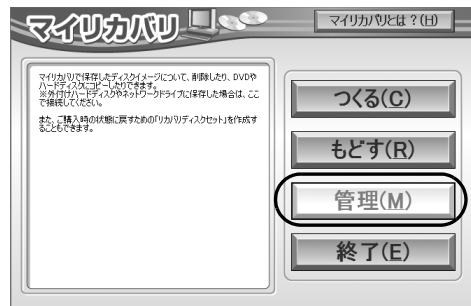 マイリカバリ
マイリカバリとは?(H)
マイリカバリで保存したディスクイメージについて、削除したり、DVDや
ハードディスクにコピーしたりできます。
※外付けハードディスクやネットワークドライブに保存した場合は、ここ
で接続してください。
また、ご購入時の状態に戻すための「リカバリディスクセット」を作成す
ることもできます。
つくる(C)
もどす(R)
管理(M)
終了(E)